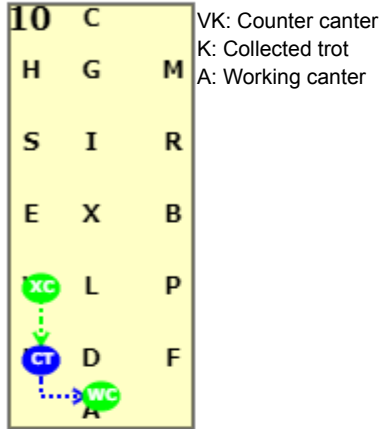 10 C
VK: Counter canter
K: Collected trot
H G M
A: Working canter
S I R
E X B
XC L P
CT D F
WC
A